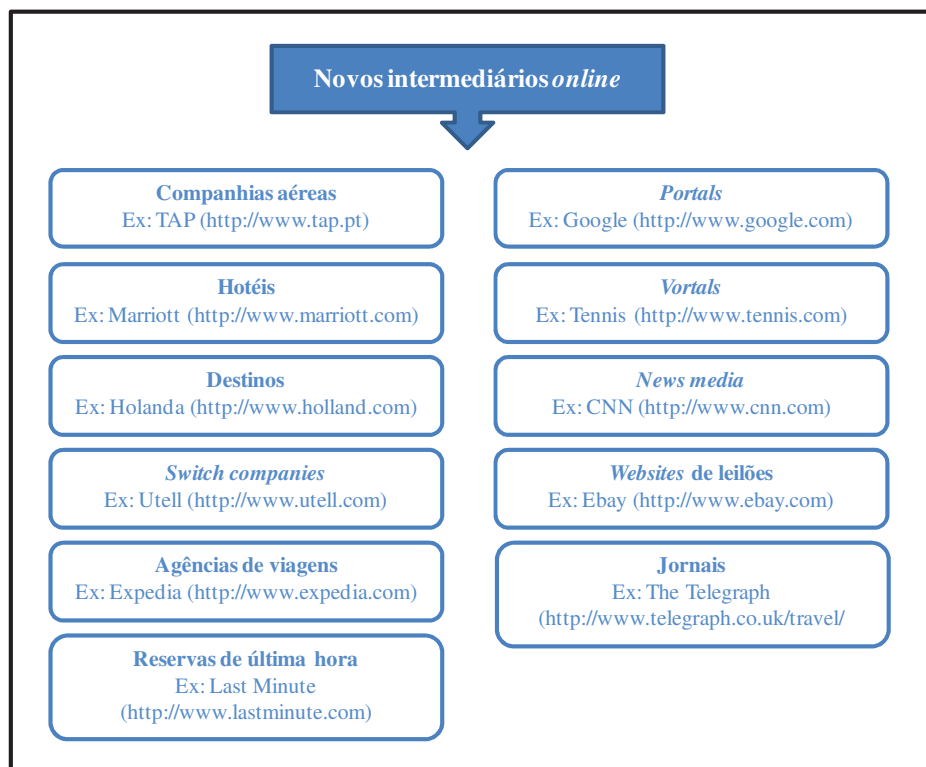 Novos intermediários online
Companhias aéreas
Ex: TAP (http://www.tap.pt)
Hotéis
Ex: Marriott (http://www.marriott.com)
Destinos
Ex: Holanda (http://www.holland.com)
Switch companies
Ex: Utell (http://www.utell.com)
Agências de viagens
Ex: Expedia (http://www.expedia.com)
Reservas de última hora
Ex: Last Minute
(http://www.lastminute.com)
Portals
Ex: Google (http://www.google.com)
Vortals
Ex: Tennis (http://www.tennis.com)
News media
Ex: CNN (http://www.cnn.com)
Websites de leilões
Ex: Ebay (http://www.ebay.com)
Jornais
Ex: The Telegraph
(http://www.telegraph.co.uk/travel/